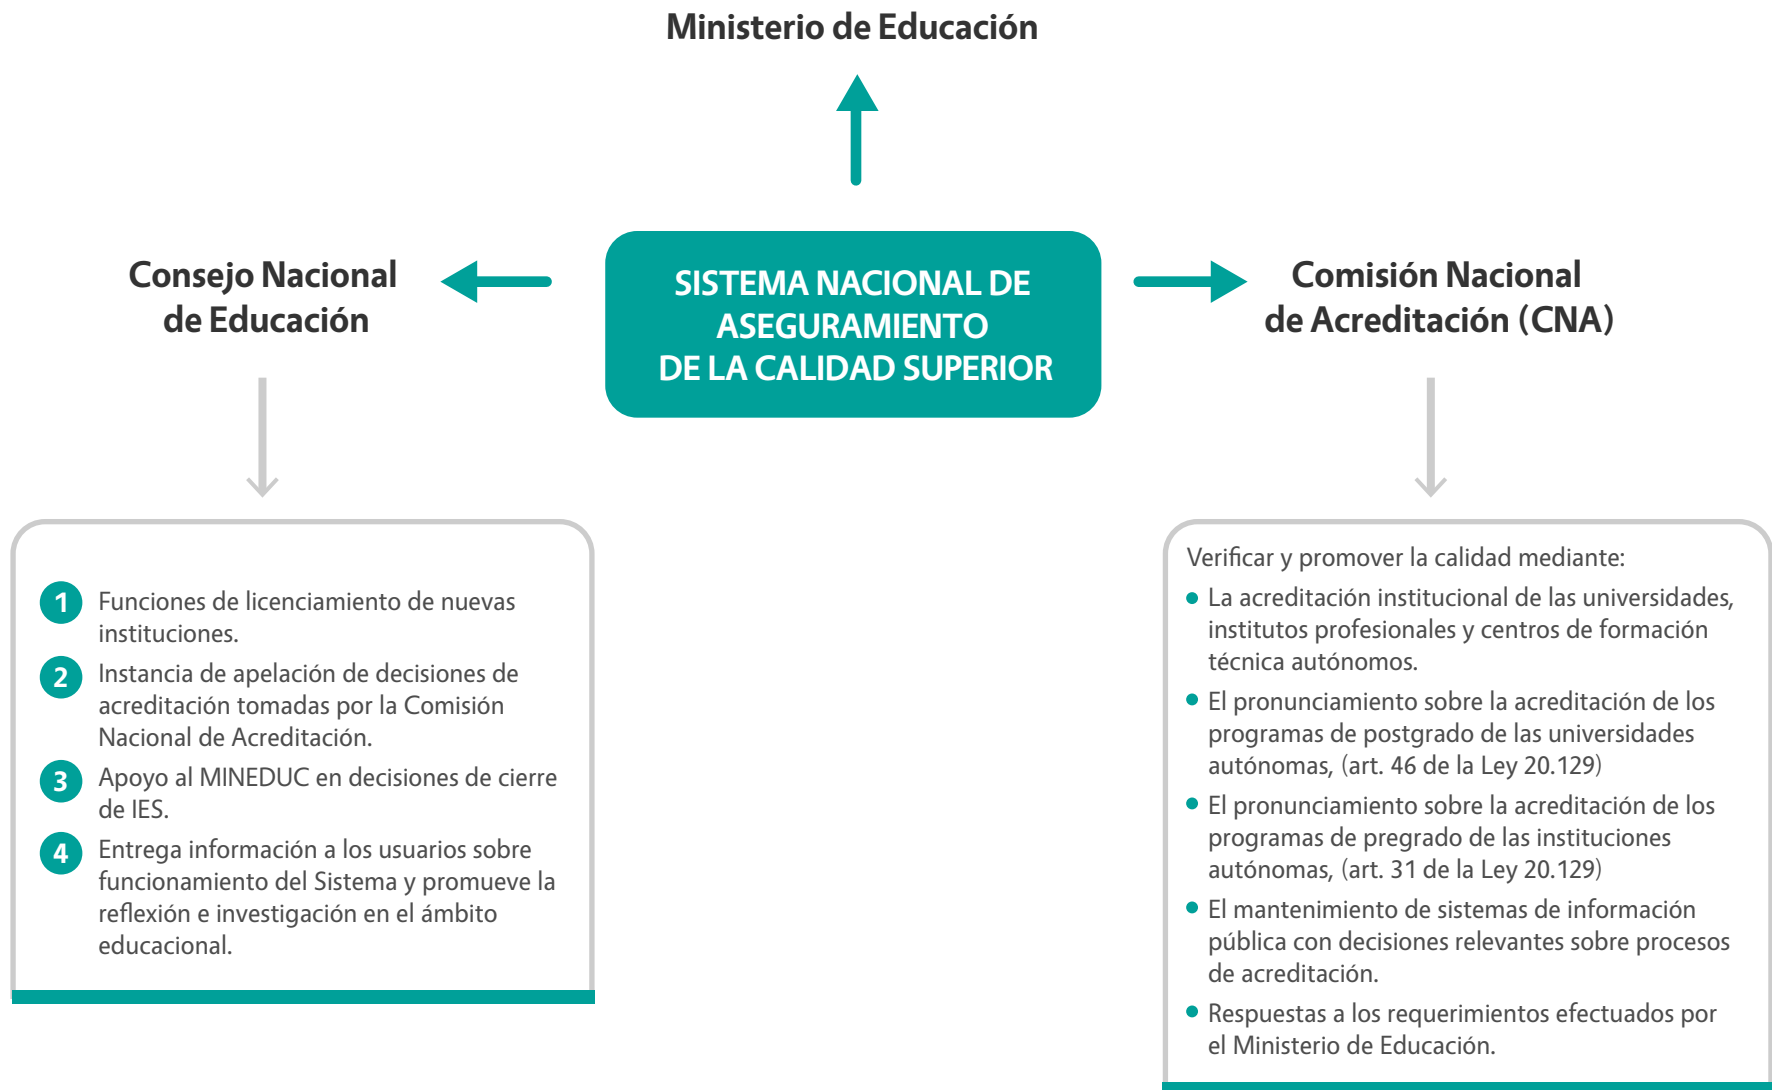 Ministerio de Educación
Consejo Nacional
de Educación
SISTEMA NACIONAL DE
ASEGURAMIENTO
DE LA CALIDAD SUPERIOR
Comisión Nacional
de Acreditación (CNA)
1 Funciones de licenciamiento de nuevas
instituciones.
2 Instancia de apelación de decisiones de
acreditación tomadas por la Comisión
Nacional de Acreditación.
3 Apoyo al MINEDUC en decisiones de cierre
de IES.
4 Entrega información a los usuarios sobre
funcionamiento del Sistema y promueve la
reflexión e investigación en el ámbito
educacional.
Verificar y promover la calidad mediante:
• La acreditación institucional de las universidades,
institutos profesionales y centros de formación
técnica autónomos.
• El pronunciamiento sobre la acreditación de los
programas de postgrado de las universidades
autónomas, (art. 46 de la Ley 20.129)
• El pronunciamiento sobre la acreditación de los
programas de pregrado de las instituciones
autónomas, (art. 31 de la Ley 20.129)
• El mantenimiento de sistemas de información
pública con decisiones relevantes sobre procesos
de acreditación.
• Respuestas a los requerimientos efectuados por
el Ministerio de Educación.